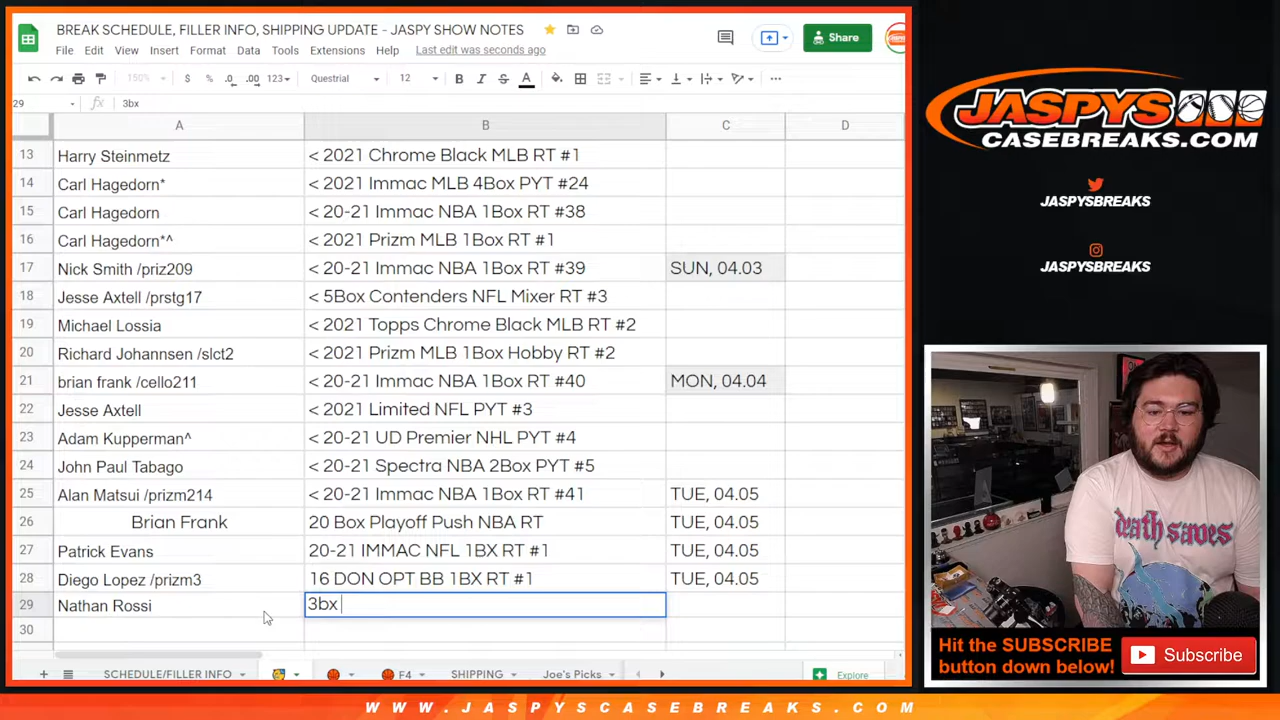 BREAK SCHEDULE, FILLER INFO, SHIPPING UPDATE - JASPY SHOW NOTES
File Edit View Insert Format Data Tools Extensions Help Last edit was seconds ago
Share
150% $ % .0 .00 123 Questrial 12 B I S A
29 fx 3bx
A B C D
13 Harry Steinmetz < 2021 Chrome Black MLB RT #1
14 Carl Hagedorn* < 2021 Immac MLB 4Box PYT #24
15 Carl Hagedorn < 20-21 Immac NBA 1Box RT #38
16 Carl Hagedorn*^ < 2021 Prizm MLB 1Box RT #1
17 Nick Smith /priz209 < 20-21 Immac NBA 1Box RT #39 SUN, 04.03
18 Jesse Axtell /prstg17 < 5Box Contenders NFL Mixer RT #3
19 Michael Lossia < 2021 Topps Chrome Black MLB RT #2
20 Richard Johannsen /slct2 < 2021 Prizm MLB 1Box Hobby RT #2
21 brian frank /cello211 < 20-21 Immac NBA 1Box RT #40 MON, 04.04
22 Jesse Axtell < 2021 Limited NFL PYT #3
23 Adam Kupperman^ < 20-21 UD Premier NHL PYT #4
24 John Paul Tabago < 20-21 Spectra NBA 2Box PYT #5
25 Alan Matsui /prizm214 < 20-21 Immac NBA 1Box RT #41 TUE, 04.05
26 Brian Frank 20 Box Playoff Push NBA RT TUE, 04.05
27 Patrick Evans 20-21 IMMAC NFL 1BX RT #1 TUE, 04.05
28 Diego Lopez /prizm3 16 DON OPT BB 1BX RT #1 TUE, 04.05
29 Nathan Rossi 3bx
30
SCHEDULE/FILLER INFO F4 SHIPPING Joe's Picks Explore
JASPYS
CASEBREAKS.COM
JASPYSBREAKS
JASPYSBREAKS
death saves
Hit the SUBSCRIBE
button down below!
Subscribe
WWW.JASPYSCASEBREAKS.COM